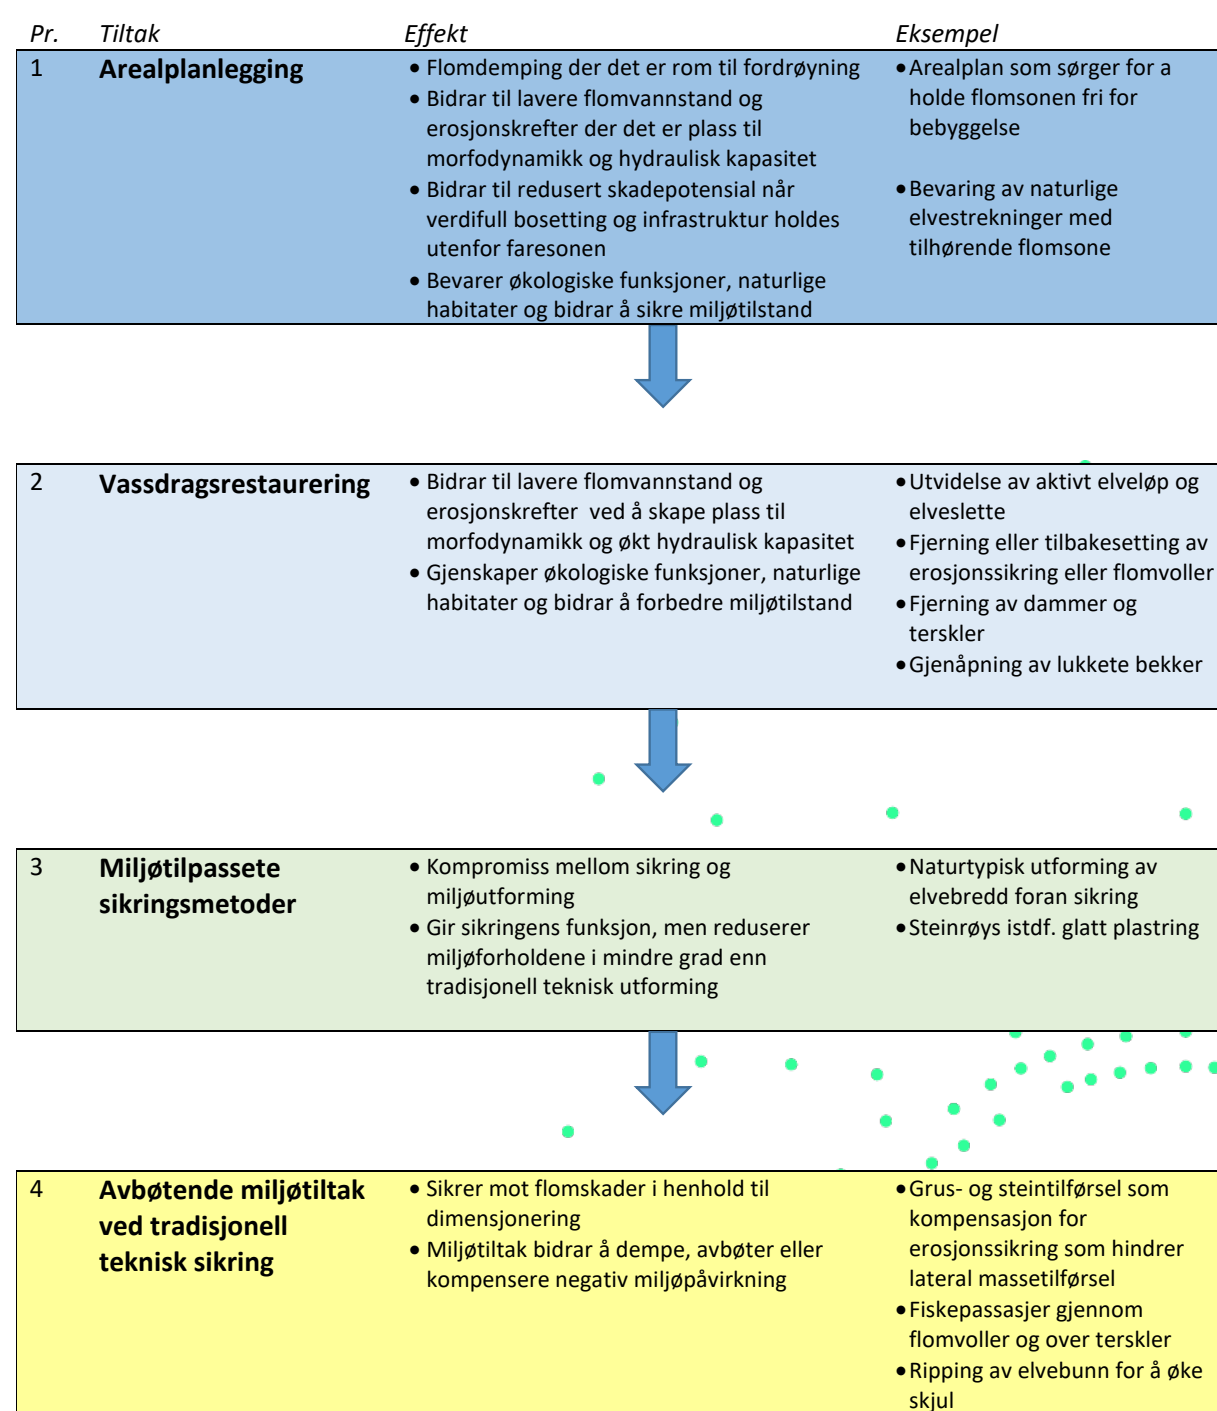 Pr. Tiltak Effekt Eksempel
1 Arealplanlegging
• Flomdemping der det er rom til fordrøyning
• Bidrar til lavere flomvannstand og
erosjonskrefter der det er plass til
morfodynamikk og hydraulisk kapasitet
• Bidrar til redusert skadepotensial når
verdifull bosetting og infrastruktur holdes
utenfor faresonen
• Bevarer økologiske funksjoner, naturlige
habitater og bidrar å sikre miljøtilstand
• Arealplan som sørger for a
holde flomsonen fri for
bebyggelse
• Bevaring av naturlige
elvestrekninger med
tilhørende flomsone
2 Vassdragsrestaurering
• Bidrar til lavere flomvannstand og
erosjonskrefter ved å skape plass til
morfodynamikk og økt hydraulisk kapasitet
• Gjenskaper økologiske funksjoner, naturlige
habitater og bidrar å forbedre miljøtilstand
• Utvidelse av aktivt elveløp og
elveslette
• Fjerning eller tilbakesetting av
erosjonssikring eller flomvoller
• Fjerning av dammer og
terskler
• Gjenåpning av lukkete bekker
3 Miljøtilpassete
sikringsmetoder
• Kompromiss mellom sikring og
miljøutforming
• Gir sikringens funksjon, men reduserer
miljøforholdene i mindre grad enn
tradisjonell teknisk utforming
• Naturtypisk utforming av
elvebredd foran sikring
• Steinrøys istdf. glatt plastring
4 Avbøtende miljøtiltak
ved tradisjonell
teknisk sikring
• Sikrer mot flomskader i henhold til
dimensjonering
• Miljøtiltak bidrar å dempe, avbøter eller
kompensere negativ miljøpåvirkning
• Grus- og steintilførsel som
kompensasjon for
erosjonssikring som hindrer
lateral massetilførsel
• Fiskepassasjer gjennom
flomvoller og over terskler
• Ripping av elvebunn for å øke
skjul